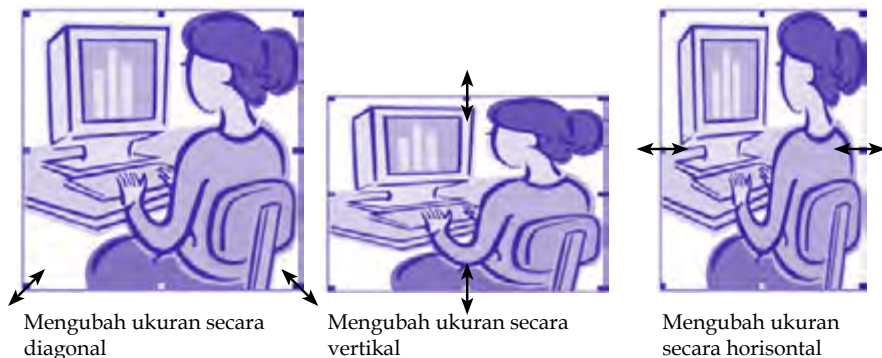 Mengubah ukuran secara
diagonal
Mengubah ukuran secara
vertikal
Mengubah ukuran
secara horisontal